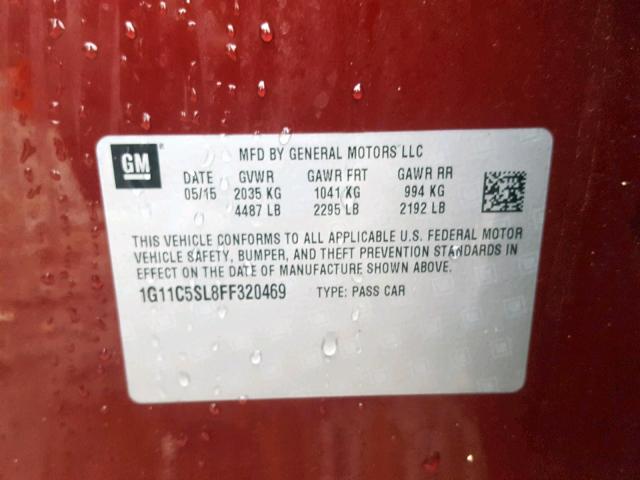 GM
MFD BY GENERAL MOTORS LLC
DATE GVWR GAWR FRT GAWR RR
05/15 2035 KG 1041 KG 994 KG
4487 LB 2295 LB 2192 LB
THIS VEHICLE CONFORMS TO ALL APPLICABLE U.S. FEDERAL MOTOR
VEHICLE SAFETY, BUMPER, AND THEFT PREVENTION STANDARDS IN
EFFECT ON THE DATE OF MANUFACTURE SHOWN ABOVE.
1G11C5SL8FF320469 TYPE: PASS CAR